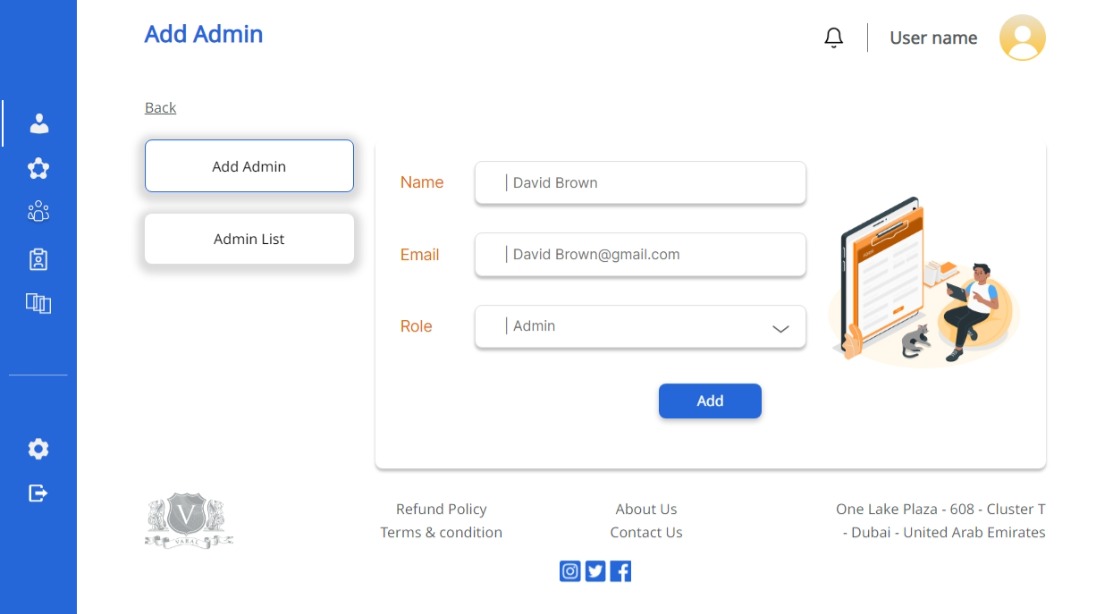 Add Admin
User name
Back
Add Admin
Admin List
Name
David Brown
Email
David Brown@gmail.com
Role
Admin
Add
V
Refund Policy
Terms & condition
About Us
Contact Us
One Lake Plaza - 608 - Cluster T
- Dubai - United Arab Emirates